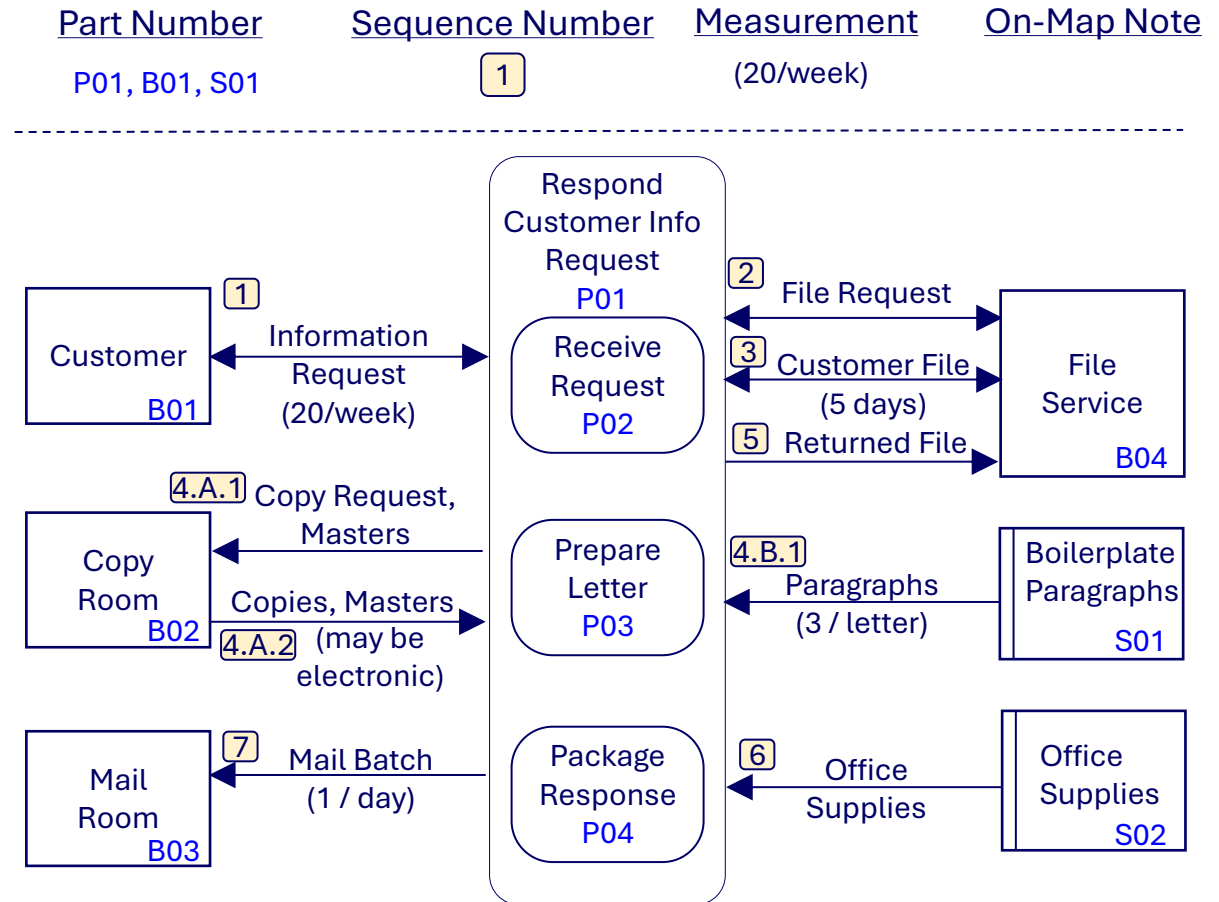 Part Number
Sequence Number
Measurement
On-Map Note
P01, B01, S01
1
(20/week)
Respond
Customer Info
Request
P01
1
Customer
B01
Information
Request
(20/week)
Receive
Request
P02
2
File Request
3
Customer File
(5 days)
5
Returned File
File
Service
B04
4.A.1
Copy Request,
Masters
Copy
Room
B02
Copies, Masters
4.A.2
(may be
electronic)
Prepare
Letter
P03
4.B.1
Paragraphs
(3 / letter)
Boilerplate
Paragraphs
S01
7
Mail Batch
(1 / day)
Mail
Room
B03
Package
Response
P04
6
Office
Supplies
Office
Supplies
S02